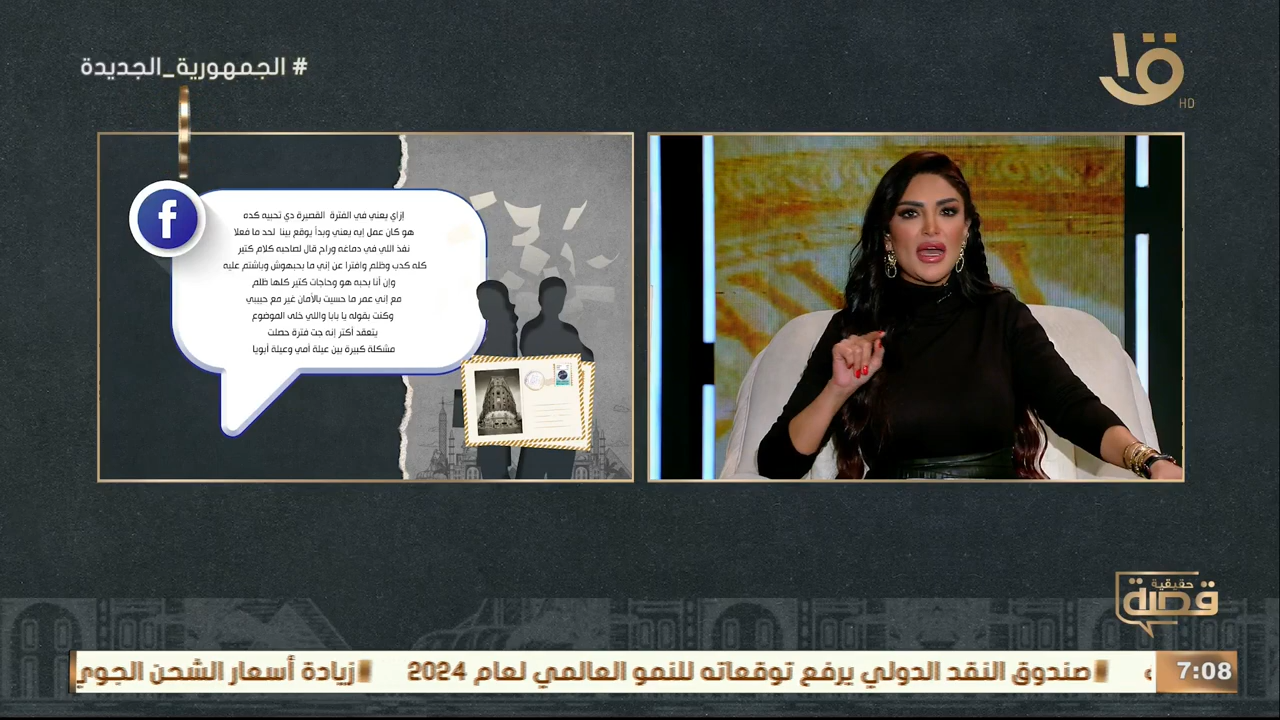 # الجمهورية_الجديدة
HD
إزاي يعني في الفترة القصيرة دي تحبيه كده
هو كان عمل إيه يعني وبدأ يوقع بينا لحد ما فعلا
نفذ اللي في دماغه وراح قال لصاحبه كلام كتير
كله كدب وظلم وافترا عن إني ما بحبهوش وباشتم عليه
وإن أنا بحبه هو وحاجات كتير كلها ظلم
مع إني عمر ما حسيت بالأمان غير مع حبيبي
وكنت بقوله يا بابا واللي خلى الموضوع
يتعقد أكتر إنه جت فترة حصلت
مشكلة كبيرة بين عيلة أمي وعيلة أبويا
قصة
حقيقية
صندوق النقد الدولي يرفع توقعاته للنمو العالمي لعام 2024
زيادة أسعار الشحن الجوي
7:08